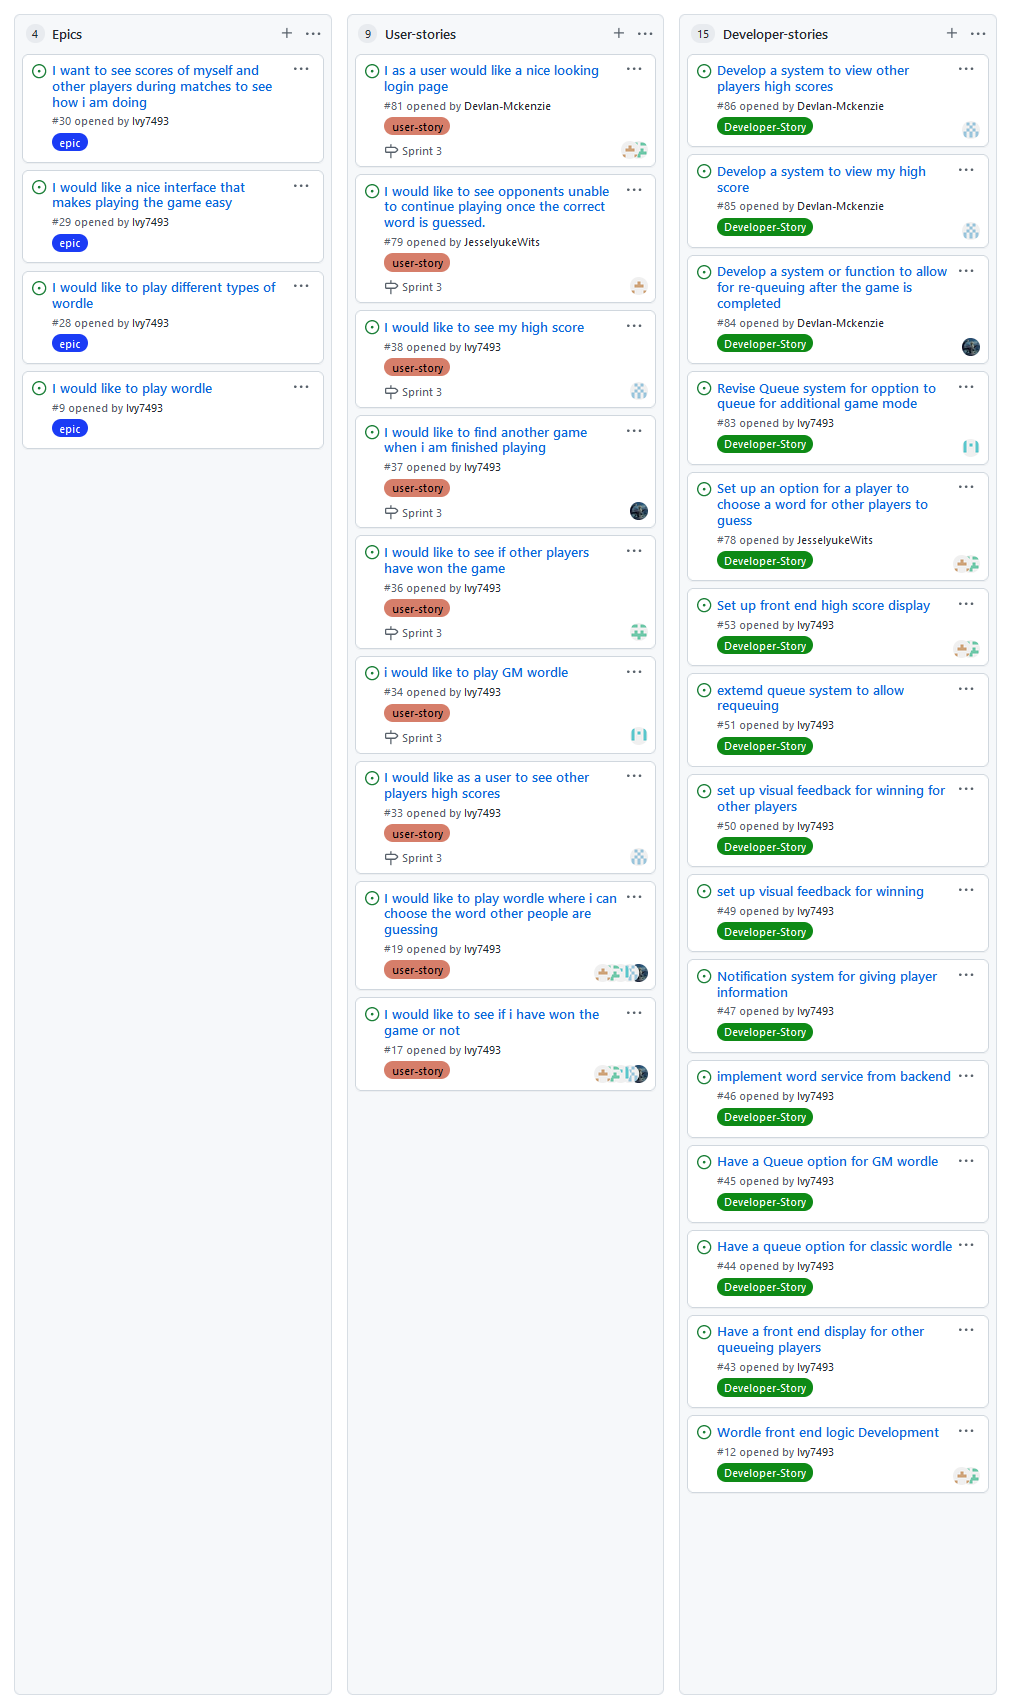 4 Epics
I want to see scores of myself and
other players during matches to see
how i am doing
#30 opened by Ivy7493
epic
I would like a nice interface that
makes playing the game easy
#29 opened by Ivy7493
epic
I would like to play different types of
wordle
#28 opened by Ivy7493
epic
I would like to play wordle
#9 opened by Ivy7493
epic
9 User-stories
I as a user would like a nice looking
login page
#81 opened by Devlan-Mckenzie
user-story
Sprint 3
I would like to see opponents unable
to continue playing once the correct
word is guessed.
#79 opened by JesselyukeWits
user-story
Sprint 3
I would like to see my high score
#38 opened by Ivy7493
user-story
Sprint 3
I would like to find another game
when i am finished playing
#37 opened by Ivy7493
user-story
Sprint 3
I would like to see if other players
have won the game
#36 opened by Ivy7493
user-story
Sprint 3
i would like to play GM wordle
#34 opened by Ivy7493
user-story
Sprint 3
I would like as a user to see other
players high scores
#33 opened by Ivy7493
user-story
Sprint 3
I would like to play wordle where i can
choose the word other people are
guessing
#19 opened by Ivy7493
user-story
I would like to see if i have won the
game or not
#17 opened by Ivy7493
user-story
15 Developer-stories
Develop a system to view other
players high scores
#86 opened by Devlan-Mckenzie
Developer-Story
Develop a system to view my high
score
#85 opened by Devlan-Mckenzie
Developer-Story
Develop a system or function to allow
for re-queuing after the game is
completed
#84 opened by Devlan-Mckenzie
Developer-Story
Revise Queue system for opption to
queue for additional game mode
#83 opened by Ivy7493
Developer-Story
Set up an option for a player to
choose a word for other players to
guess
#78 opened by JesselyukeWits
Developer-Story
Set up front end high score display
#53 opened by Ivy7493
Developer-Story
extemd queue system to allow
requeuing
#51 opened by Ivy7493
Developer-Story
set up visual feedback for winning for
other players
#50 opened by Ivy7493
Developer-Story
set up visual feedback for winning
#49 opened by Ivy7493
Developer-Story
Notification system for giving player
information
#47 opened by Ivy7493
Developer-Story
implement word service from backend
#46 opened by Ivy7493
Developer-Story
Have a Queue option for GM wordle
#45 opened by Ivy7493
Developer-Story
Have a queue option for classic wordle
#44 opened by Ivy7493
Developer-Story
Have a front end display for other
queueing players
#43 opened by Ivy7493
Developer-Story
Wordle front end logic Development
#12 opened by Ivy7493
Developer-Story